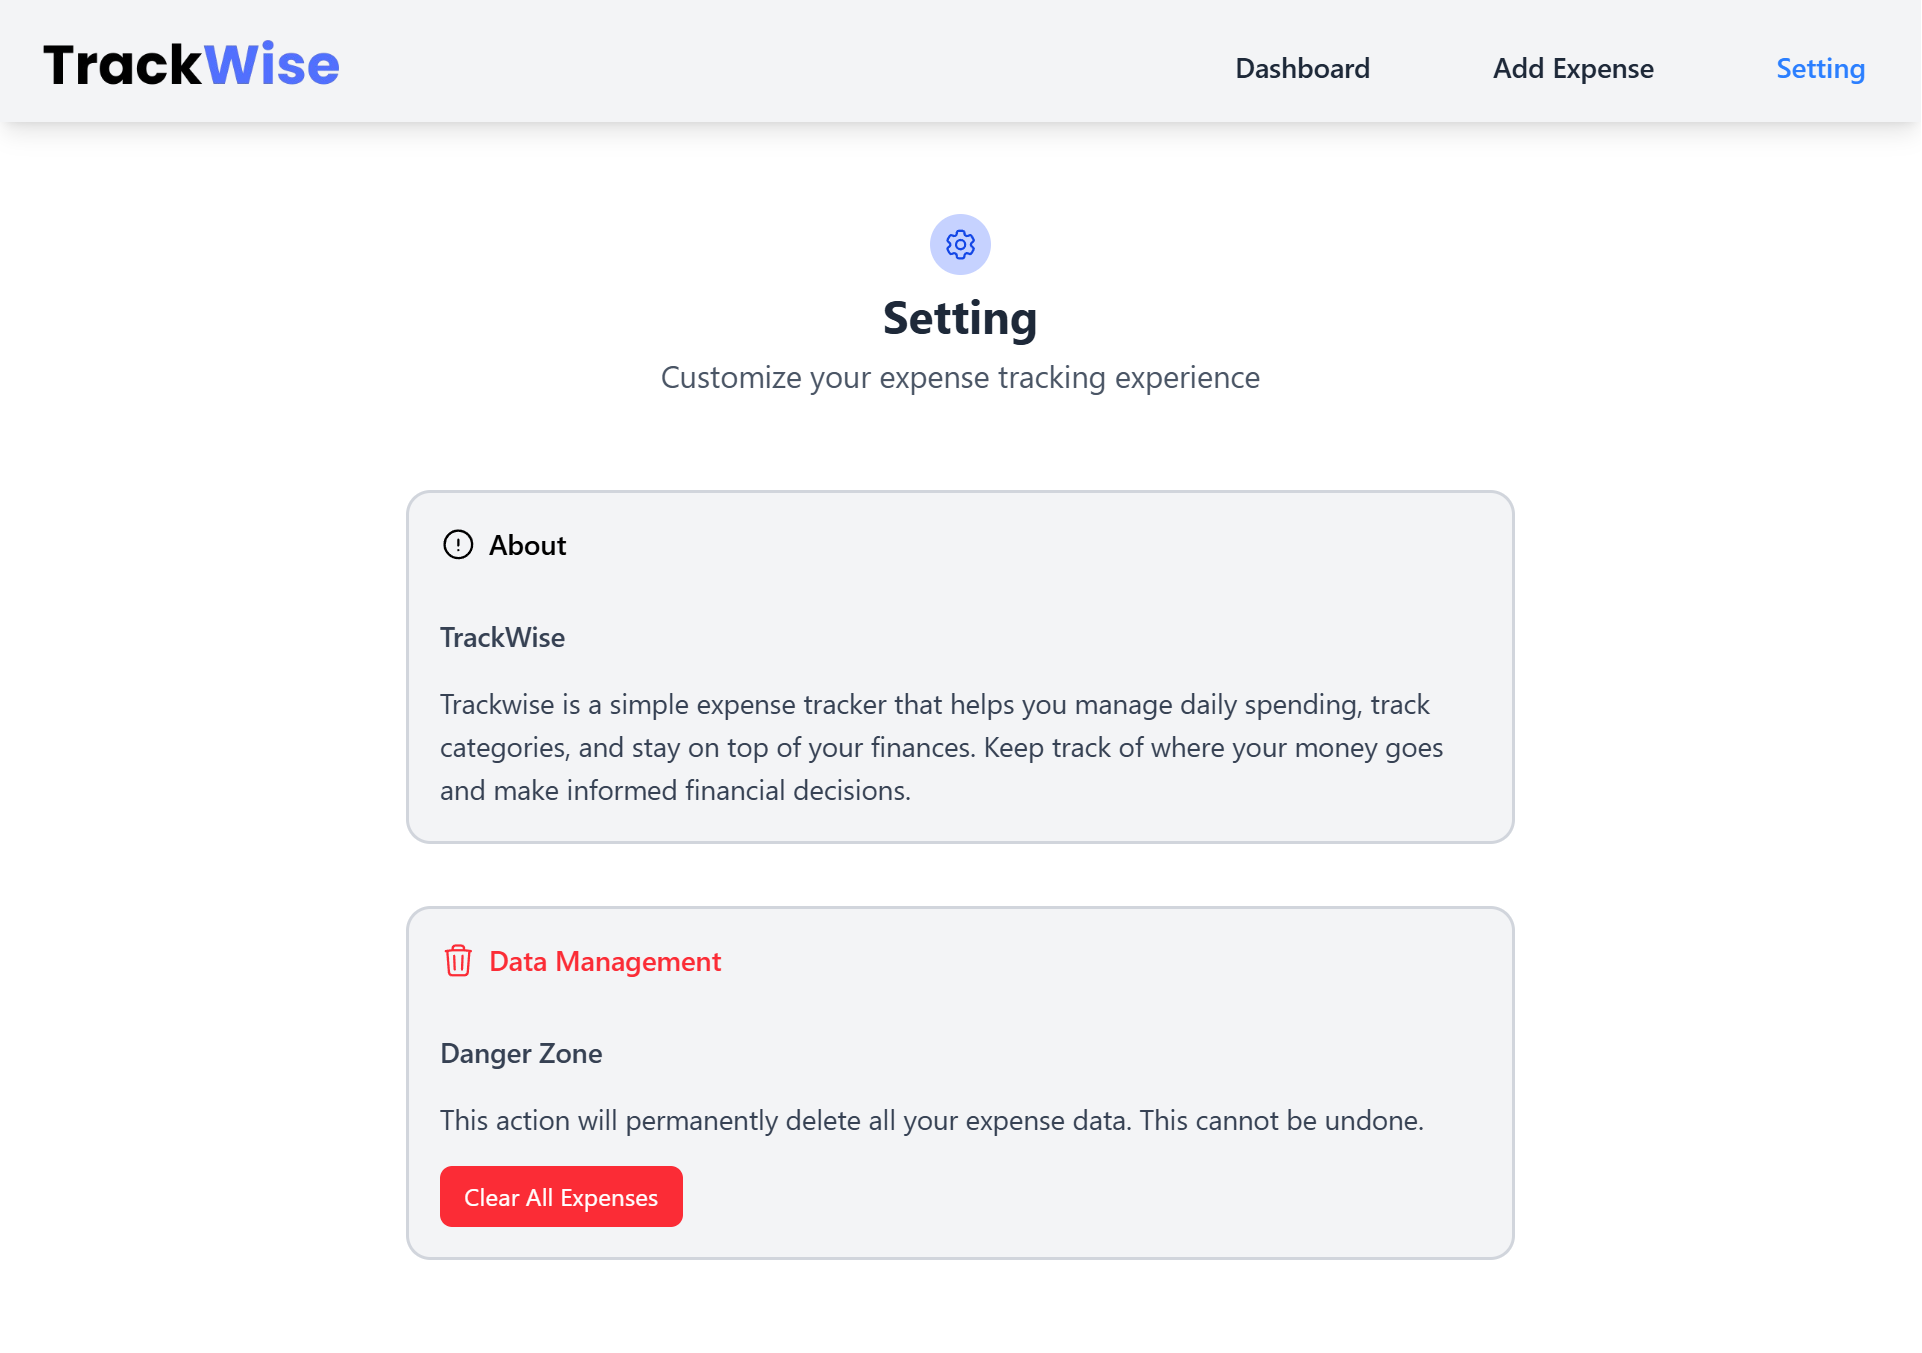 TrackWise
Dashboard
Add Expense
Setting
Setting
Customize your expense tracking experience
About
TrackWise
Trackwise is a simple expense tracker that helps you manage daily spending, track
categories, and stay on top of your finances. Keep track of where your money goes
and make informed financial decisions.
Data Management
Danger Zone
This action will permanently delete all your expense data. This cannot be undone.
Clear All Expenses